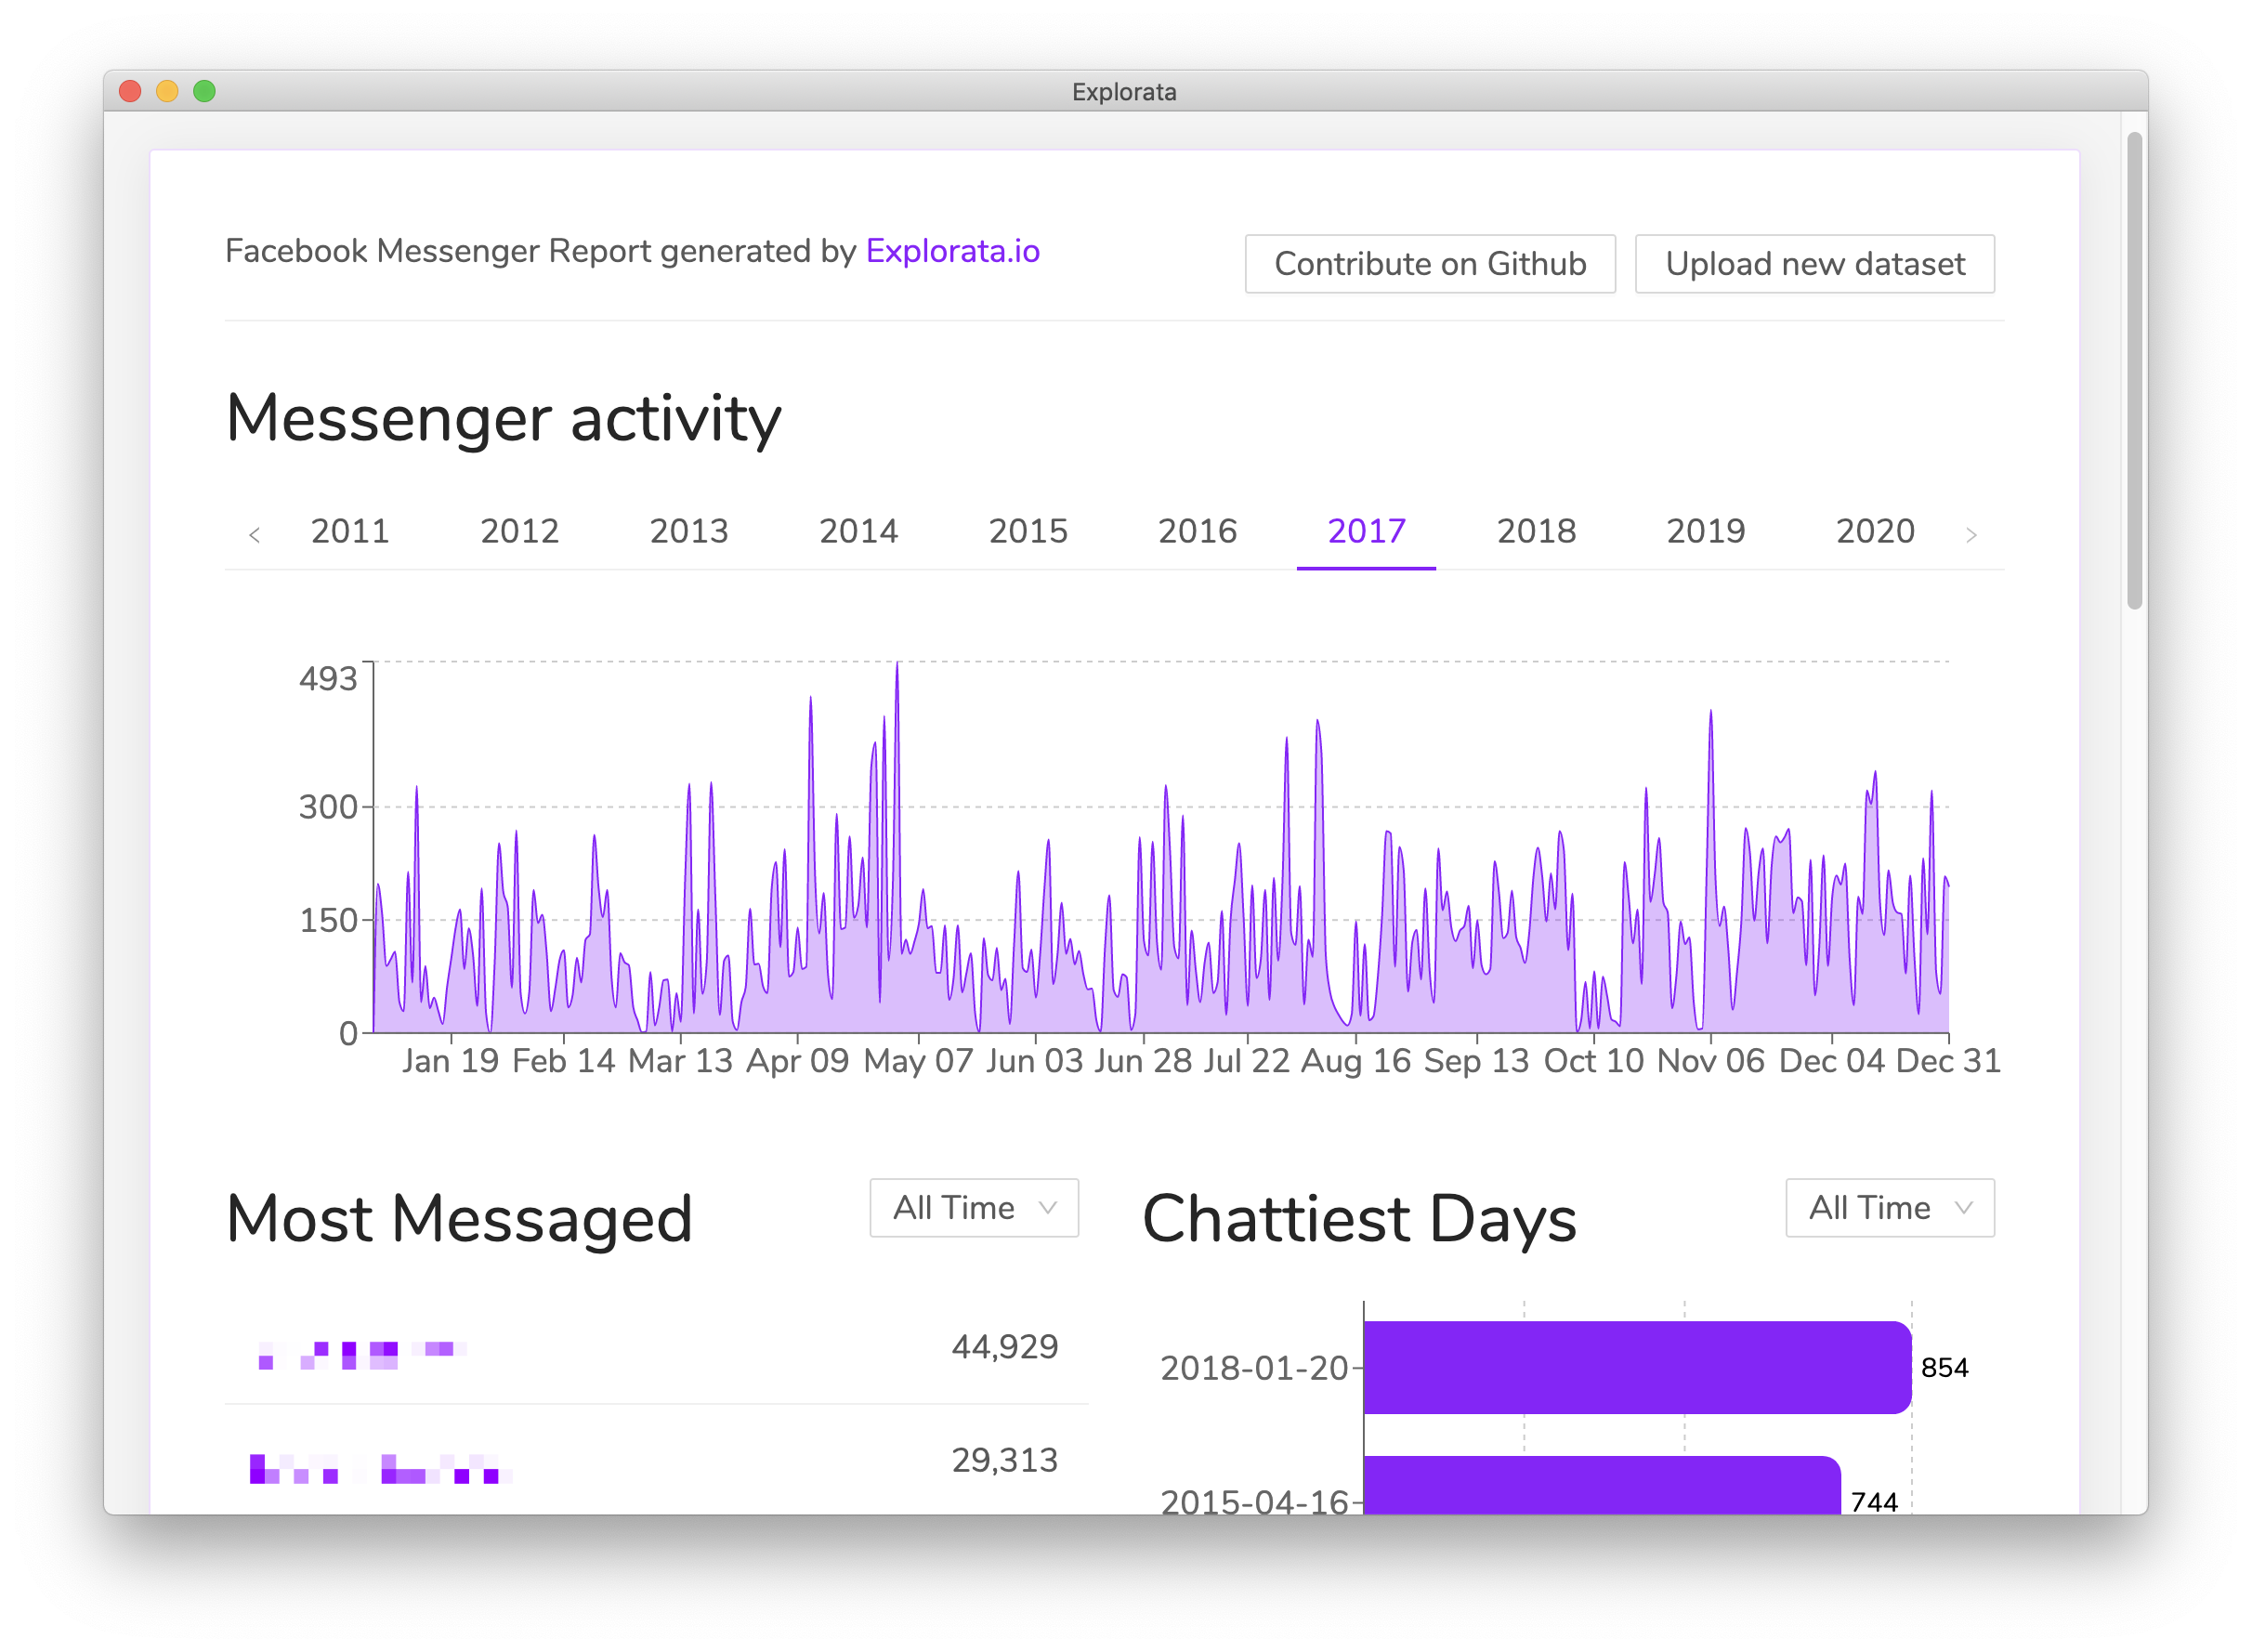 Explorata
Facebook Messenger Report generated by Explorata.io
Contribute on Github
Upload new dataset
Messenger activity
< 2011 2012 2013 2014 2015 2016 2017 2018 2019 2020 >
493
300
150
0
Jan 19 Feb 14 Mar 13 Apr 09 May 07 Jun 03 Jun 28 Jul 22 Aug 16 Sep 13 Oct 10 Nov 06 Dec 04 Dec 31
Most Messaged
All Time
44,929
29,313
Chattiest Days
All Time
2018-01-20 854
2015-04-16 744